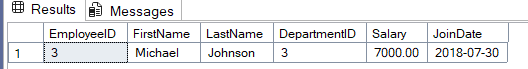 Results Messages
EmployeeID FirstName LastName DepartmentID Salary JoinDate
1 3 Michael Johnson 3 7000.00 2018-07-30